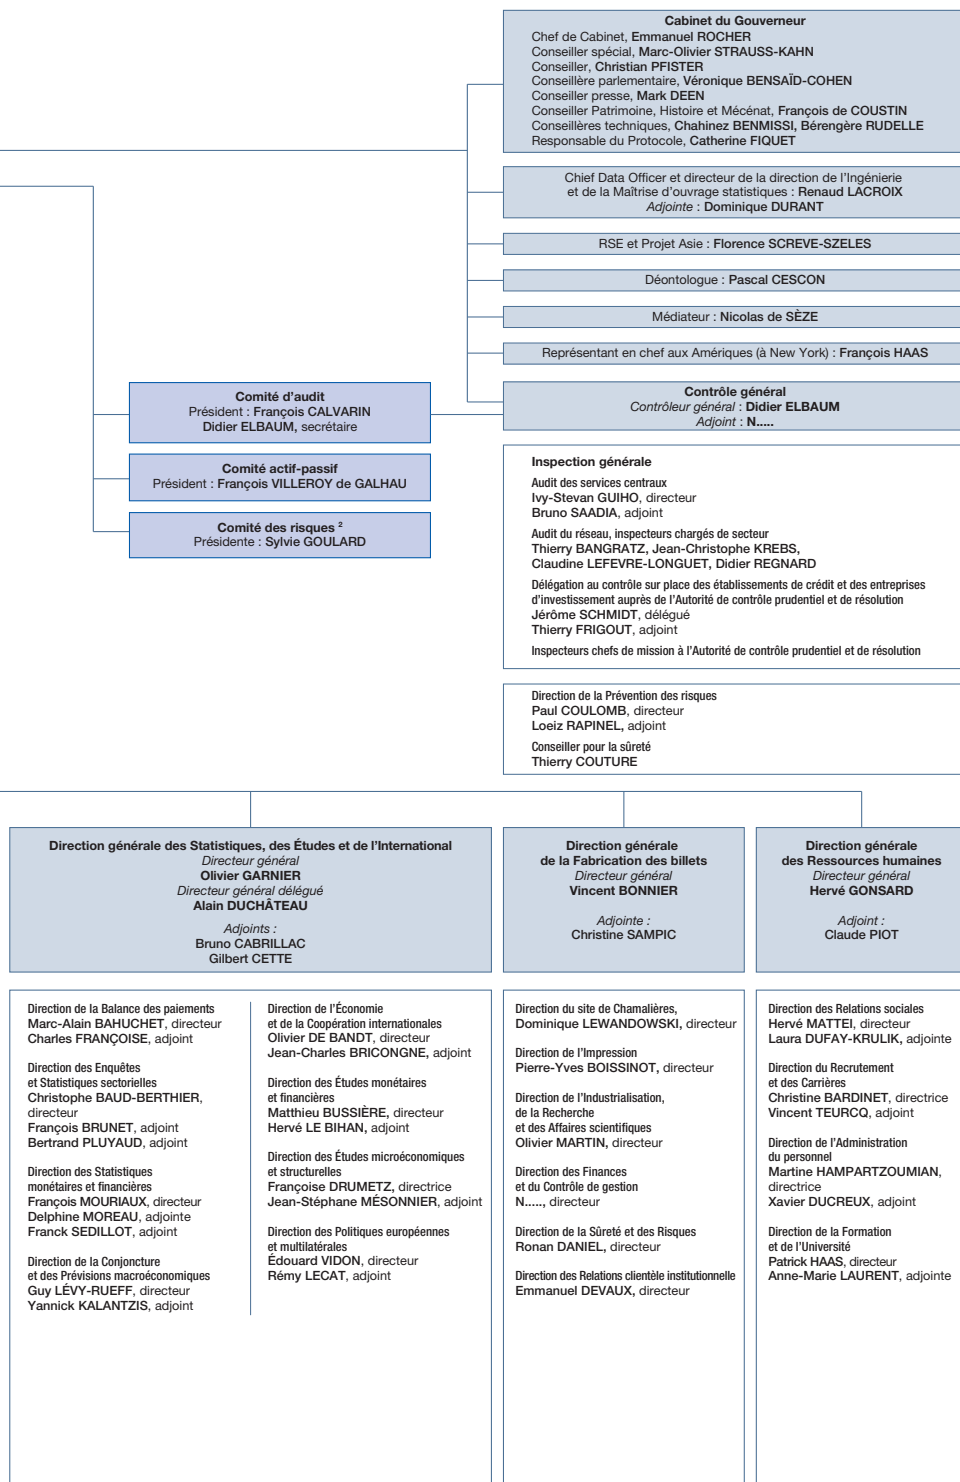 Cabinet du Gouverneur
Chef de Cabinet, Emmanuel ROCHER
Conseiller spécial, Marc-Olivier STRAUSS-KAHN
Conseiller, Christian PFISTER
Conseillère parlementaire, Véronique BENSAÏD-COHEN
Conseiller presse, Mark DEEN
Conseiller Patrimoine, Histoire et Mécénat, François de COUSTIN
Conseillères techniques, Chahinez BENMISSI, Bérengère RUDELLE
Responsable du Protocole, Catherine FIQUET
Chief Data Officer et directeur de la direction de l'Ingénierie
et de la Maîtrise d'ouvrage statistiques : Renaud LACROIX
Adjointe : Dominique DURANT
RSE et Projet Asie : Florence SCREVE-SZELES
Déontologue : Pascal CESCON
Médiateur : Nicolas de SÈZE
Représentant en chef aux Amériques (à New York) : François HAAS
Contrôle général
Contrôleur général : Didier ELBAUM
Adjoint : N.....
Comité d'audit
Président : François CALVARIN
Didier ELBAUM, secrétaire
Comité actif-passif
Président : François VILLEROY de GALHAU
Comité des risques ²
Présidente : Sylvie GOULARD
Inspection générale
Audit des services centraux
Ivy-Stevan GUIHO, directeur
Bruno SAADIA, adjoint
Audit du réseau, inspecteurs chargés de secteur
Thierry BANGRATZ, Jean-Christophe KREBS,
Claudine LEFEVRE-LONGUET, Didier REGNARD
Délégation au contrôle sur place des établissements de crédit et des entreprises
d'investissement auprès de l'Autorité de contrôle prudentiel et de résolution
Jérôme SCHMIDT, délégué
Thierry FRIGOUT, adjoint
Inspecteurs chefs de mission à l'Autorité de contrôle prudentiel et de résolution
Direction de la Prévention des risques
Paul COULOMB, directeur
Loeiz RAPINEL, adjoint
Conseiller pour la sûreté
Thierry COUTURE
Direction générale des Statistiques, des Études et de l'International
Directeur général
Olivier GARNIER
Directeur général délégué
Alain DUCHÂTEAU
Adjoints :
Bruno CABRILLAC
Gilbert CETTE
Direction de la Balance des paiements
Marc-Alain BAHUCHET, directeur
Charles FRANÇOISE, adjoint
Direction des Enquêtes
et Statistiques sectorielles
Christophe BAUD-BERTHIER,
directeur
François BRUNET, adjoint
Bertrand PLUYAUD, adjoint
Direction des Statistiques
monétaires et financières
François MOURIAUX, directeur
Delphine MOREAU, adjointe
Franck SEDILLOT, adjoint
Direction de la Conjoncture
et des Prévisions macroéconomiques
Guy LÉVY-RUEFF, directeur
Yannick KALANTZIS, adjoint
Direction de l'Économie
et de la Coopération internationales
Olivier DE BANDT, directeur
Jean-Charles BRICONGNE, adjoint
Direction des Études monétaires
et financières
Matthieu BUSSIÈRE, directeur
Hervé LE BIHAN, adjoint
Direction des Études microéconomiques
et structurelles
Françoise DRUMETZ, directrice
Jean-Stéphane MÉSONNIER, adjoint
Direction des Politiques européennes
et multilatérales
Édouard VIDON, directeur
Rémy LECAT, adjoint
Direction générale
de la Fabrication des billets
Directeur général
Vincent BONNIER
Adjointe :
Christine SAMPIC
Direction du site de Chamalières,
Dominique LEWANDOWSKI, directeur
Direction de l'Impression
Pierre-Yves BOISSINOT, directeur
Direction de l'Industrialisation,
de la Recherche
et des Affaires scientifiques
Olivier MARTIN, directeur
Direction des Finances
et du Contrôle de gestion
N....., directeur
Direction de la Sûreté et des Risques
Ronan DANIEL, directeur
Direction des Relations clientèle institutionnelle
Emmanuel DEVAUX, directeur
Direction générale
des Ressources humaines
Directeur général
Hervé GONSARD
Adjoint :
Claude PIOT
Direction des Relations sociales
Hervé MATTEI, directeur
Laura DUFAY-KRULIK, adjointe
Direction du Recrutement
et des Carrières
Christine BARDINET, directrice
Vincent TEURCQ, adjoint
Direction de l'Administration
du personnel
Martine HAMPARTZOUMIAN,
directrice
Xavier DUCREUX, adjoint
Direction de la Formation
et de l'Université
Patrick HAAS, directeur
Anne-Marie LAURENT, adjointe